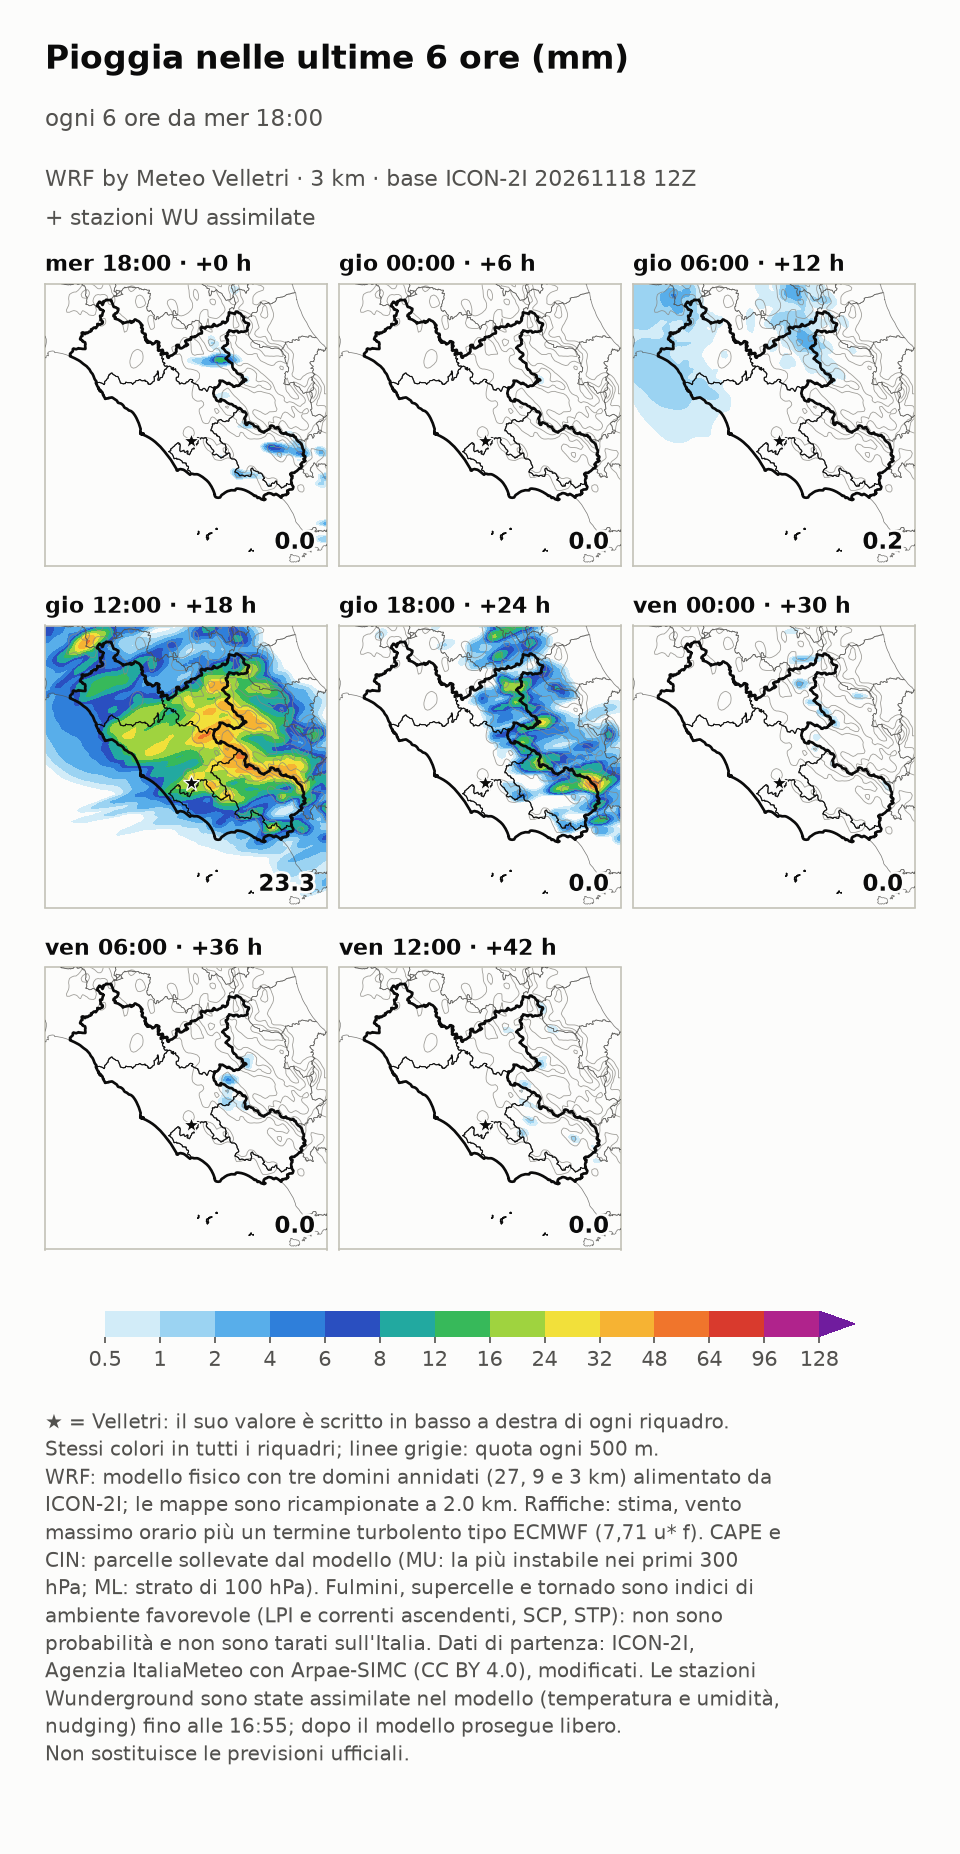 Pioggia nelle ultime 6 ore (mm)
ogni 6 ore da mer 18:00
WRF by Meteo Velletri · 3 km · base ICON-2I 20261118 12Z
+ stazioni WU assimilate
mer 18:00 · +0 h
gio 00:00 · +6 h
gio 06:00 · +12 h
0.0
0.0
0.2
gio 12:00 · +18 h
gio 18:00 · +24 h
ven 00:00 · +30 h
23.3
0.0
0.0
ven 06:00 · +36 h
ven 12:00 · +42 h
0.0
0.0
0.5 1 2 4 6 8 12 16 24 32 48 64 96 128
★ = Velletri: il suo valore è scritto in basso a destra di ogni riquadro.
Stessi colori in tutti i riquadri; linee grigie: quota ogni 500 m.
WRF: modello fisico con tre domini annidati (27, 9 e 3 km) alimentato da
ICON-2I; le mappe sono ricampionate a 2.0 km. Raffiche: stima, vento
massimo orario più un termine turbolento tipo ECMWF (7,71 u* f). CAPE e
CIN: parcelle sollevate dal modello (MU: la più instabile nei primi 300
hPa; ML: strato di 100 hPa). Fulmini, supercelle e tornado sono indici di
ambiente favorevole (LPI e correnti ascendenti, SCP, STP): non sono
probabilità e non sono tarati sull'Italia. Dati di partenza: ICON-2I,
Agenzia ItaliaMeteo con Arpae-SIMC (CC BY 4.0), modificati. Le stazioni
Wunderground sono state assimilate nel modello (temperatura e umidità,
nudging) fino alle 16:55; dopo il modello prosegue libero.
Non sostituisce le previsioni ufficiali.